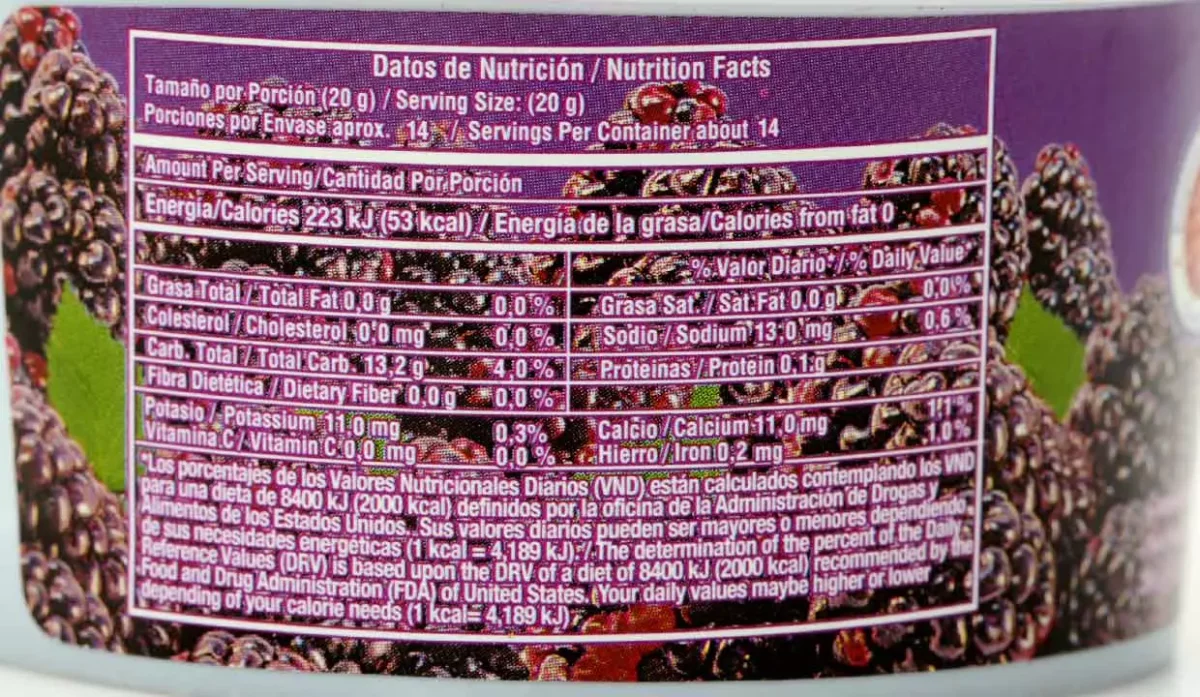 Datos de Nutrición / Nutrition Facts
Tamaño por Porción (20 g) / Serving Size: (20 g)
Porciones por Envase aprox. 14 / Servings Per Container about 14
Amount Per Serving/Cantidad Por Porción
Energía/Calories 223 kJ (53 kcal) / Energía de la grasa/Calories from fat 0
% Valor Diario*/ % Daily Value*
Grasa Total / Total Fat 0,0 g 0,0 % Grasa Sat. / Sat. Fat 0,0 g 0,0 %
Colesterol / Cholesterol 0,0 mg 0,0 % Sodio / Sodium 13,0 mg 0,6 %
Carb. Total / Total Carb. 13,2 g 4,0 % Proteínas / Protein 0,1 g
Fibra Dietética / Dietary Fiber 0,0 g 0,0 %
Potasio / Potassium 11,0 mg 0,3% Calcio / Calcium 11,0 mg 1,1 %
Vitamina C / Vitamin C 0,0 mg 0,0 % Hierro / Iron 0,2 mg 1,0 %
*Los porcentajes de los Valores Nutricionales Diarios (VND) están calculados contemplando los VND
para una dieta de 8400 kJ (2000 kcal) definidos por la oficina de la Administración de Drogas y
Alimentos de los Estados Unidos. Sus valores diarios pueden ser mayores o menores dependiendo
de sus necesidades energéticas (1 kcal = 4,189 kJ). / The determination of the percent of the Daily
Reference Values (DRV) is based upon the DRV of a diet of 8400 kJ (2000 kcal) recommended by the
Food and Drug Administration (FDA) of United States. (Your daily values maybe higher or lower
depending of your calorie needs (1 kcal= 4,189 kJ).